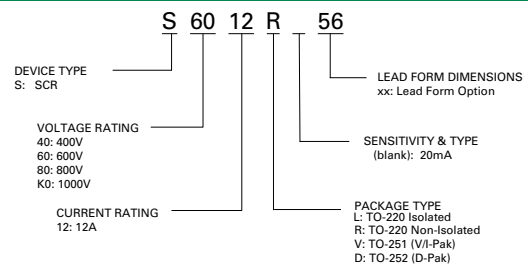 S 60 12 R _ 56
DEVICE TYPE
S: SCR
LEAD FORM DIMENSIONS
xx: Lead Form Option
VOLTAGE RATING
40: 400V
60: 600V
80: 800V
K0: 1000V
SENSITIVITY & TYPE
(blank): 20mA
CURRENT RATING
12: 12A
PACKAGE TYPE
L: TO-220 Isolated
R: TO-220 Non-Isolated
V: TO-251 (V/I-Pak)
D: TO-252 (D-Pak)